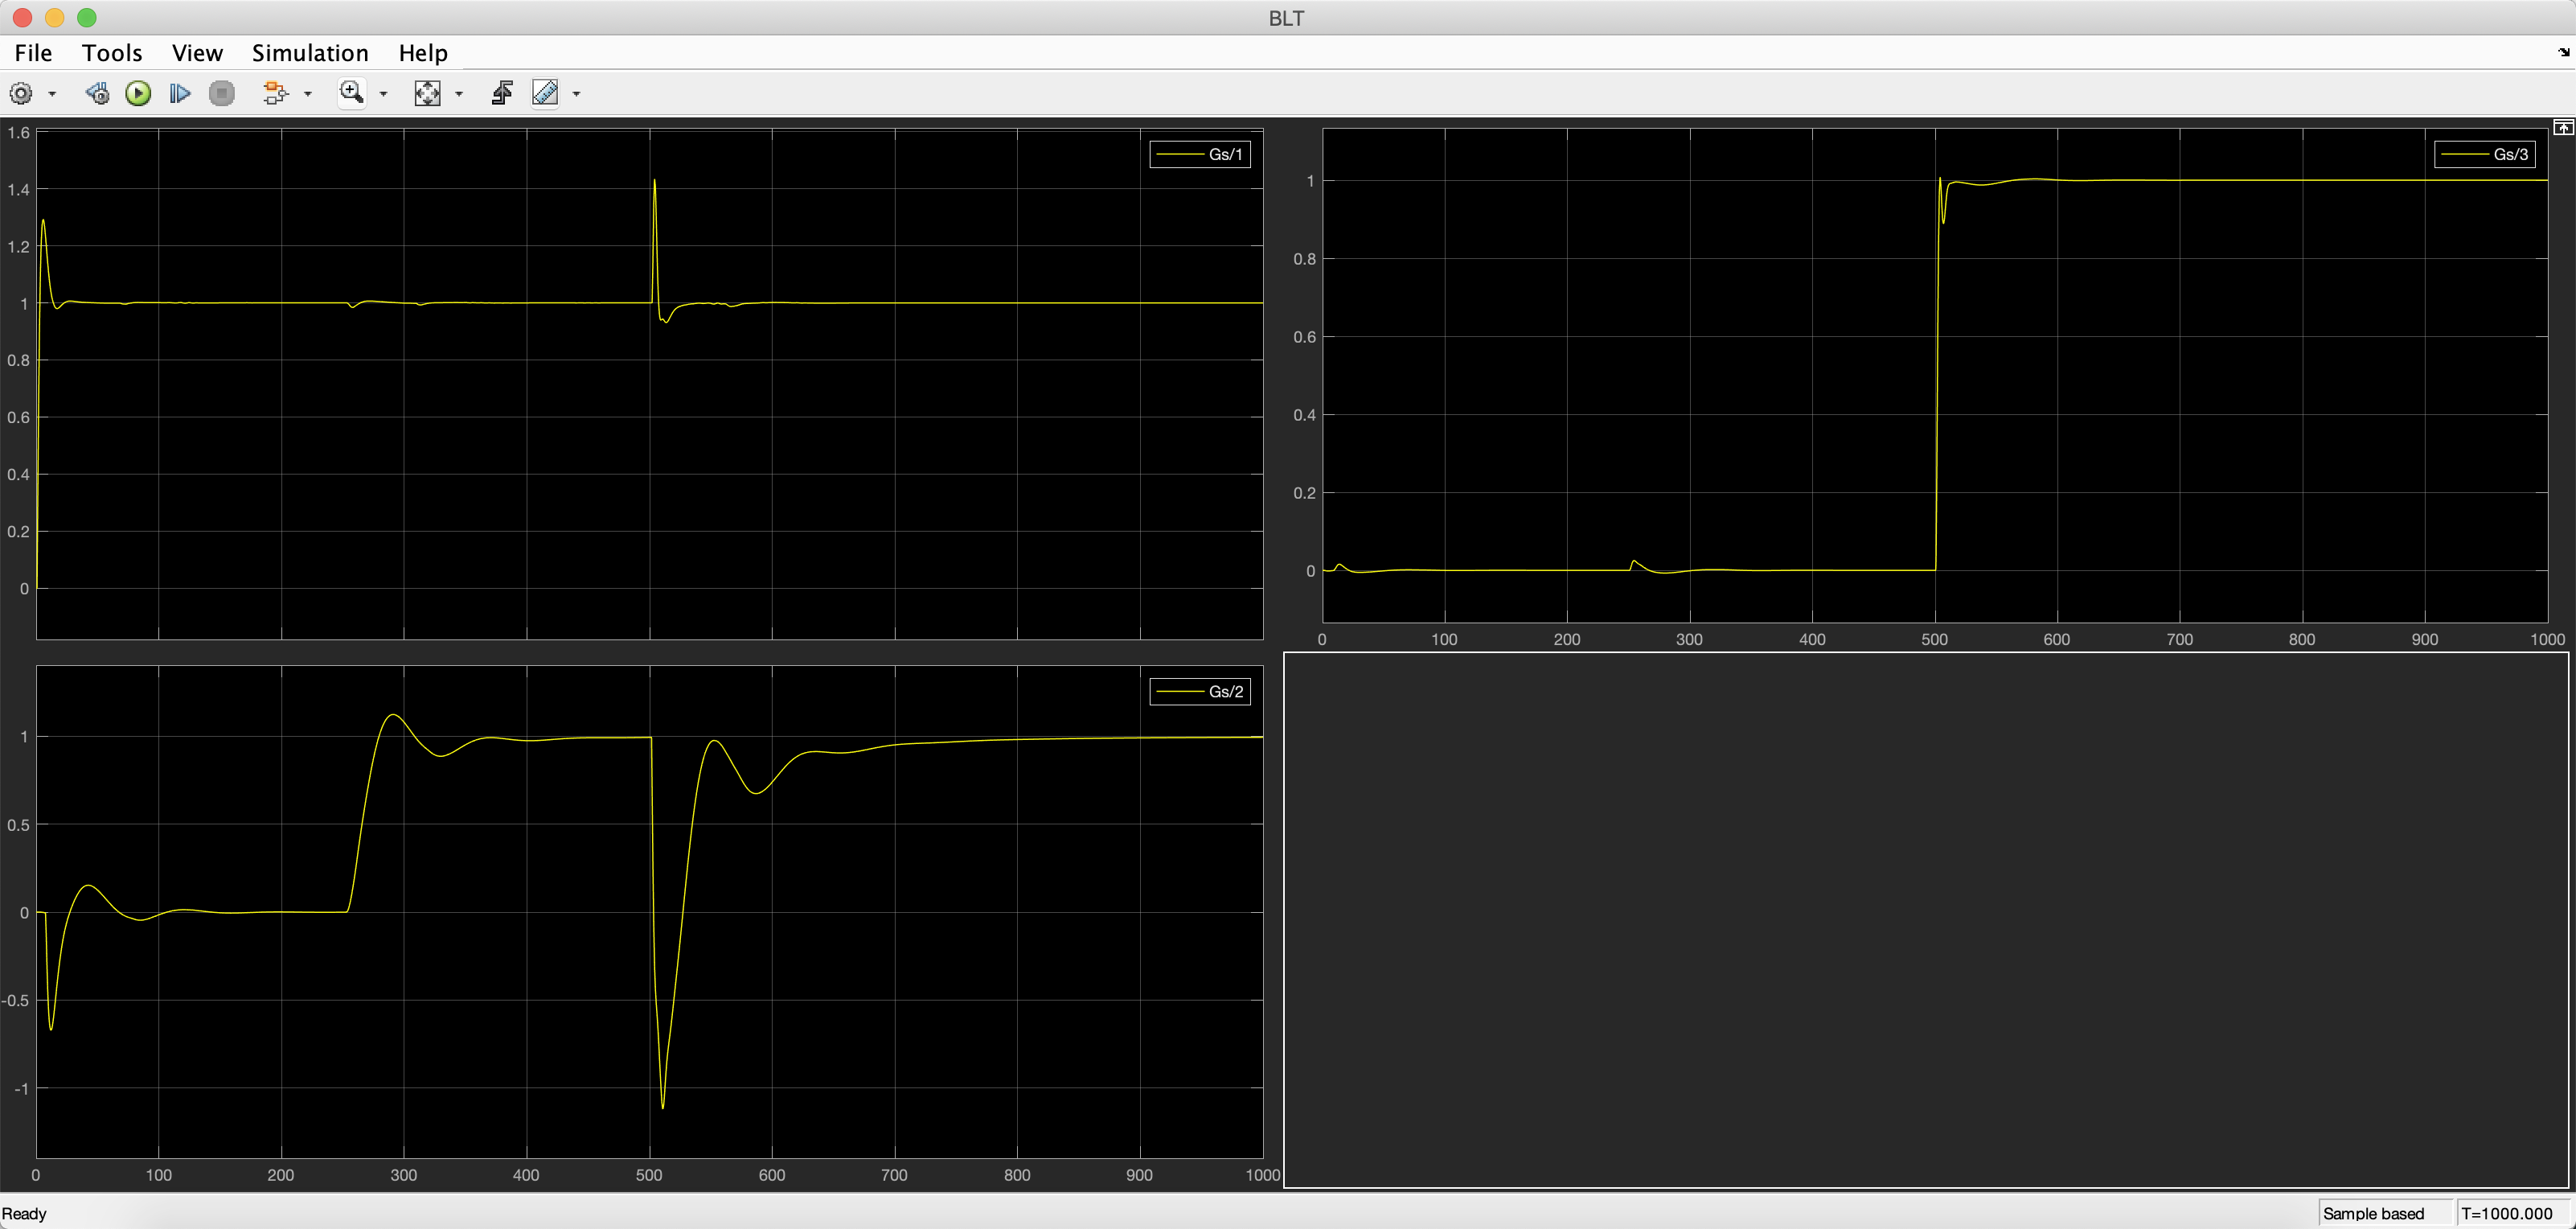 BLT
File Tools View Simulation Help
1.6
1.4
1.2
1
0.8
0.6
0.4
0.2
0
Gs/1
1
0.8
0.6
0.4
0.2
0
Gs/3
0 100 200 300 400 500 600 700 800 900 1000
1
0.5
0
-0.5
-1
Gs/2
0 100 200 300 400 500 600 700 800 900 1000
Ready
Sample based
T=1000.000